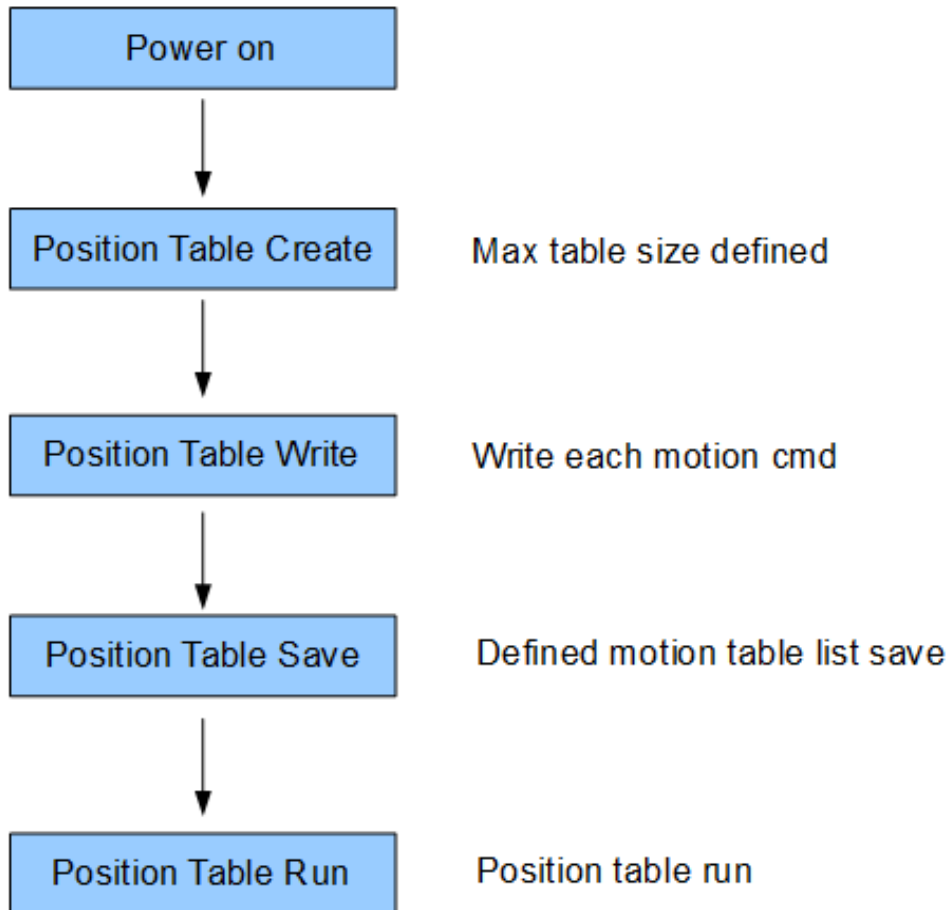 Power on
Position Table Create
Max table size defined
Position Table Write
Write each motion cmd
Position Table Save
Defined motion table list save
Position Table Run
Position table run